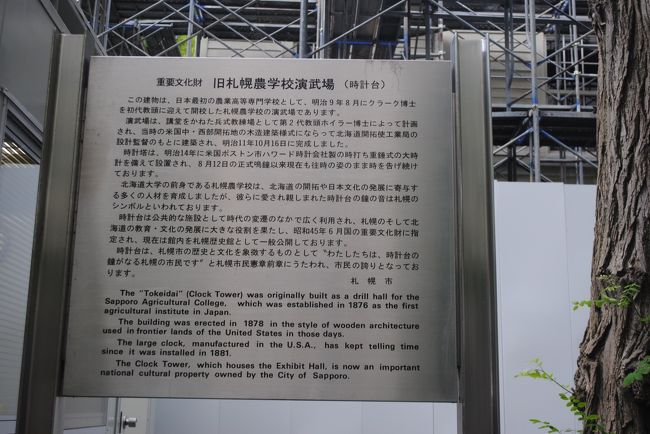 重要文化財 旧札幌農学校演武場 (時計台)
この建物は、日本最初の農業高等専門学校として、明治9年8月にクラーク博士
を初代教頭に迎えて開校した札幌農学校の演武場であります。
演武場は、講堂をかねた兵式教練場として第2代教頭ホイラー博士によって計画
され、当時の米国中・西部開拓地の木造建築様式にならって北海道開拓使工業局の
設計監督のもとに建築され、明治11年10月16日に完成しました。
時計塔は、明治14年に米国ボストン市ハワード時計会社製の時打ち重錘式の大時
計を備えて設置され、8月12日の正式鳴鐘以来現在も往時の姿のまま時を告げ続け
ております。
北海道大学の前身である札幌農学校は、北海道の開拓や日本文化の発展に寄与す
る多くの人材を育成しましたが、彼らに愛され親しまれた時計台の鐘の音は札幌の
シンボルといわれております。
時計台は公共的な施設として時代の変遷のなかで広く利用され、札幌のそして北
海道の教育・文化の発展に大きな役割を果たし、昭和45年6月国の重要文化財に指
定され、現在は館内を札幌歴史館として一般公開しております。
時計台は、札幌市の歴史と文化を象徴するものとして“わたしたちは、時計台の
鐘がなる札幌の市民です”と札幌市民憲章前章にうたわれ、市民の誇りとなってお
ります。
札幌市
The "Tokeidai" (Clock Tower) was originally built as a drill hall for the
Sapporo Agricultural College, which was established in 1876 as the first
agricultural institute in Japan.
The building was erected in 1878 in the style of wooden architecture
used in frontier lands of the United States in those days.
The large clock, manufactured in the U.S.A., has kept telling time
since it was installed in 1881.
The Clock Tower, which houses the Exhibit Hall, is now an important
national cultural property owned by the City of Sapporo.